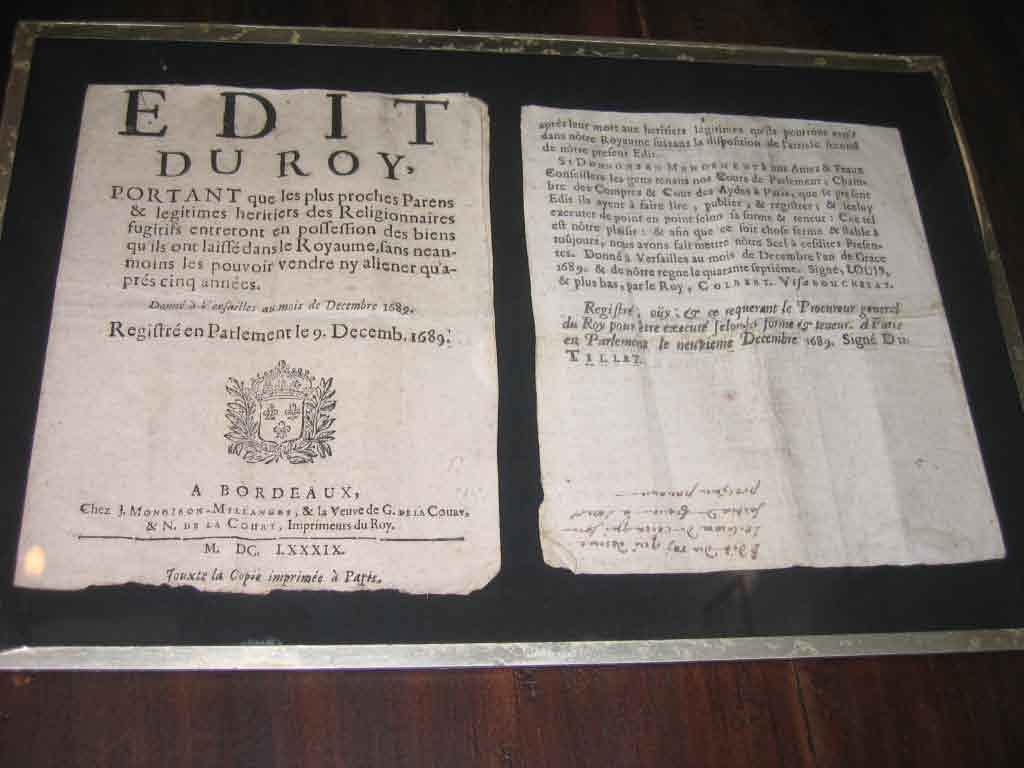 EDIT
DU ROY,
PORTANT que les plus proches Parens
& legitimes heritiers des Religionnaires
fugitifs entreront en possession des biens
qu'ils ont laissé dans le Royaume, sans nean-
moins les pouvoir vendre ny aliener qu'a-
prés cinq années.
Donné à Versailles au mois de Decembre 1689.
Registré en Parlement le 9. Decemb. 1689.
A BORDEAUX,
Chez J. MONGIRON-MILLANGES, & la Veuve de G. DE LA COURT,
& N. DE LA COURT, Imprimeurs du Roy.
M. DC. LXXXIX.
Jouxte la Copie imprimée à Paris.
aprés leur mort aux heritiers légitimes qu'ils pourront avoir
dans nôtre Royaume suivant la disposition de l'article second
de nôtre present Edit.
SI DONNONS EN MANDEMENT à nos Amez & Feaux
Conseillers les gens tenans nos Cours de Parlement, Cham-
bre des Comptes & Cour des Aydes à Paris, que le present
Edit ils ayent à faire lire, publier, & registrer; & iceluy
executer de point en point selon sa forme & teneur: CAR tel
est nôtre plaisir: & afin que ce soit chose ferme & stable à
toûjours, nous avons fait mettre nôtre Scel à cesdites Presen-
tes. Donné à Versailles au mois de Decembre l'an de Grace
1689. & de nôtre regne le quarante septiéme. Signé, LOUIS,
& plus bas, par le Roy, COLBERT. Visa BOUCHERAT.
Registré, oüy: & ce requerant le Procureur general
du Roy pour être executé selon sa forme & teneur. à Paris
en Parlement le neuviéme Decembre 1689. Signé DU
TILLET.